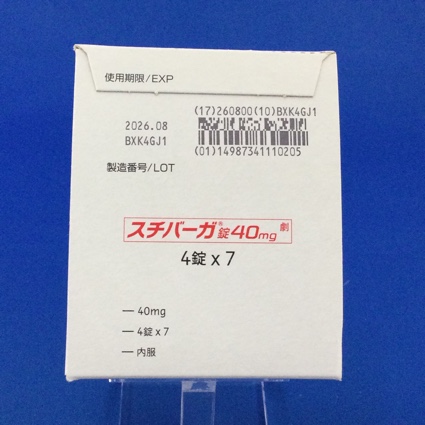 使用期限/EXP
(17)260800(10)BXK4GJ1
2026.08
BXK4GJ1
(01)14987341110205
製造番号/LOT
スチバーガ®錠40mg 劇
4錠 x 7
— 40mg
— 4錠 x 7
— 内服